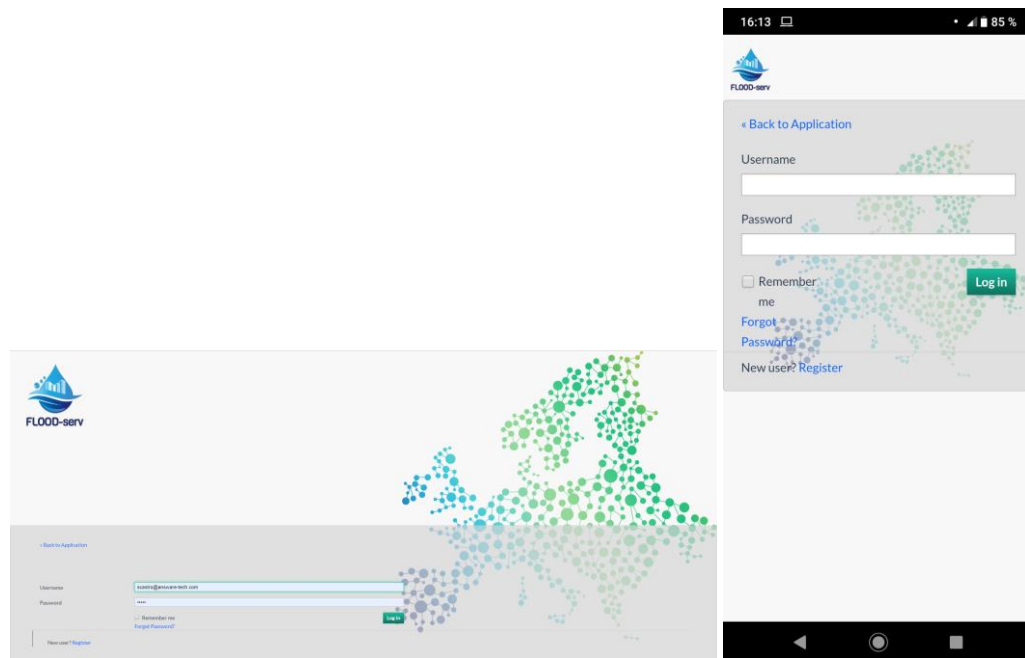 FLOOD-serv
« Back to Application
Username
Password
•••••
Remember me
Log in
Forgot Password?
New user? Register
16:13
85 %
FLOOD-serv
« Back to Application
Username
Password
Remember
me
Log in
Forgot
Password?
New user? Register